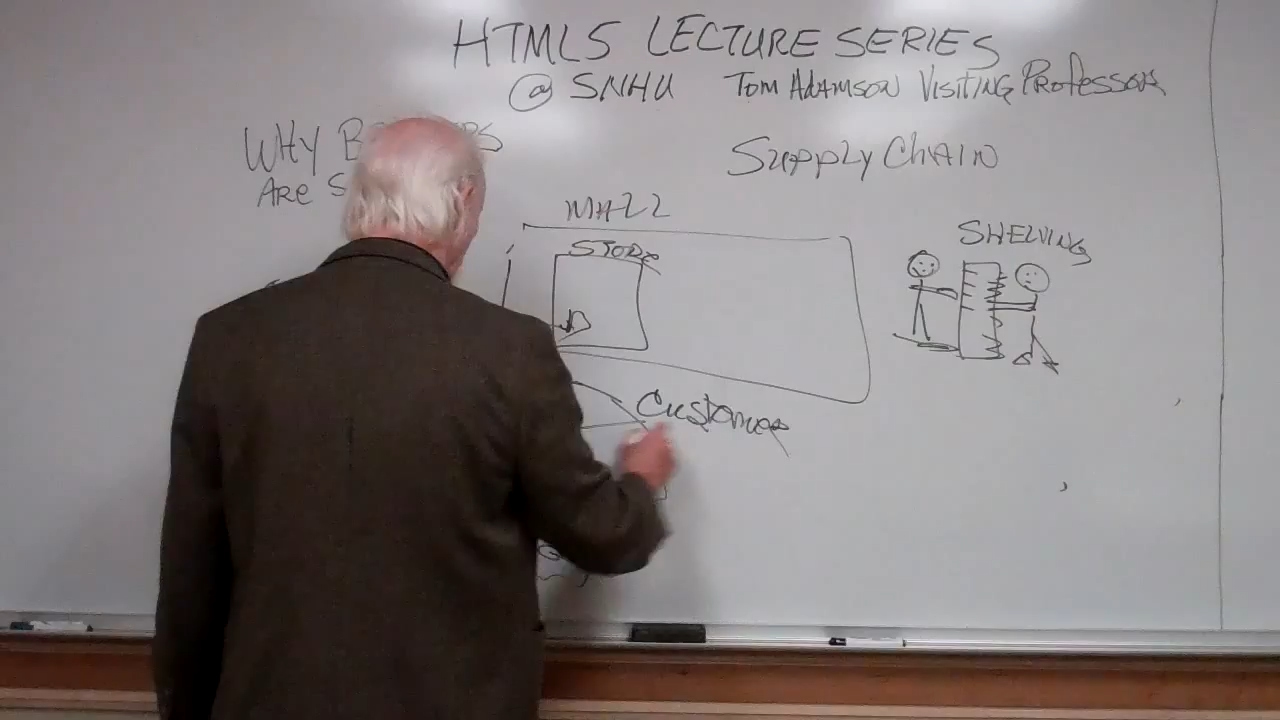 HTML5 LECTURE SERIES
@ SNHU TOM ADAMSON VISITING PROFESSOR
WHY
ARE
SUPPLY CHAIN
MALL
STORE
SHELVING
CUSTOMER